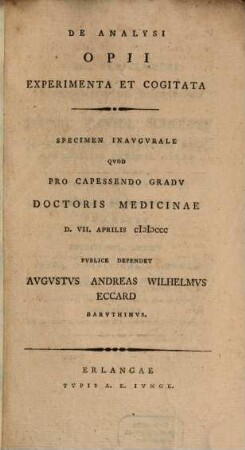 DE ANALYSI
OPII
EXPERIMENTA ET COGITATA
SPECIMEN INAVGVRALE
QVOD
PRO CAPESSENDO GRADV
DOCTORIS MEDICINAE
D. VII. APRILIS cIɔIɔccc
PVBLICE DEFENDET
AVGVSTVS ANDREAS WILHELMVS
ECCARD
BARVTHINVS.
ERLANGAE
TYPIS A. E. IVNGE.